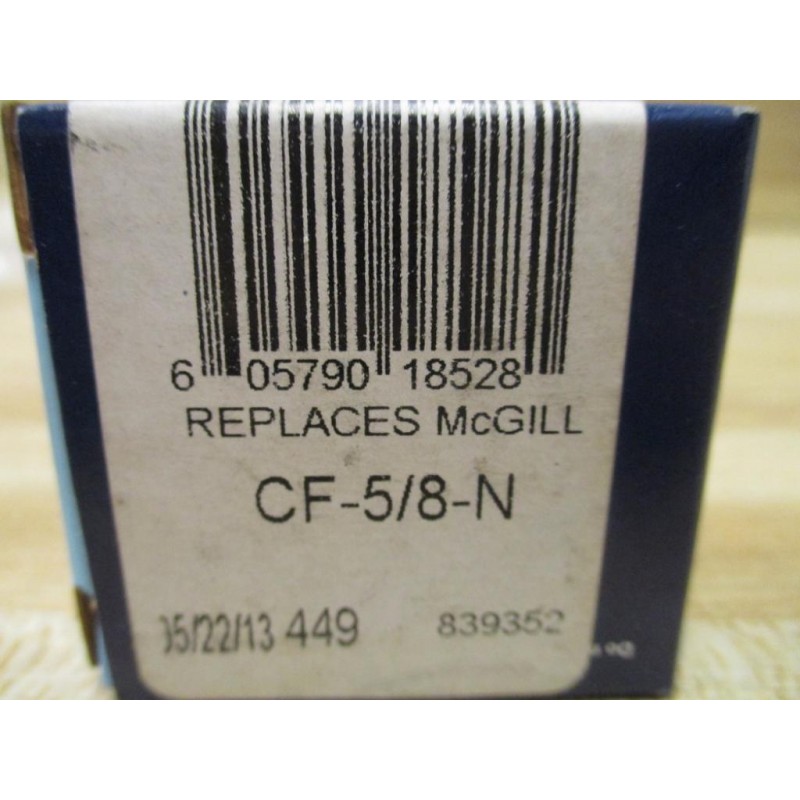 6 05790 18528
REPLACES McGILL
CF-5/8-N
05/22/13 449 839352